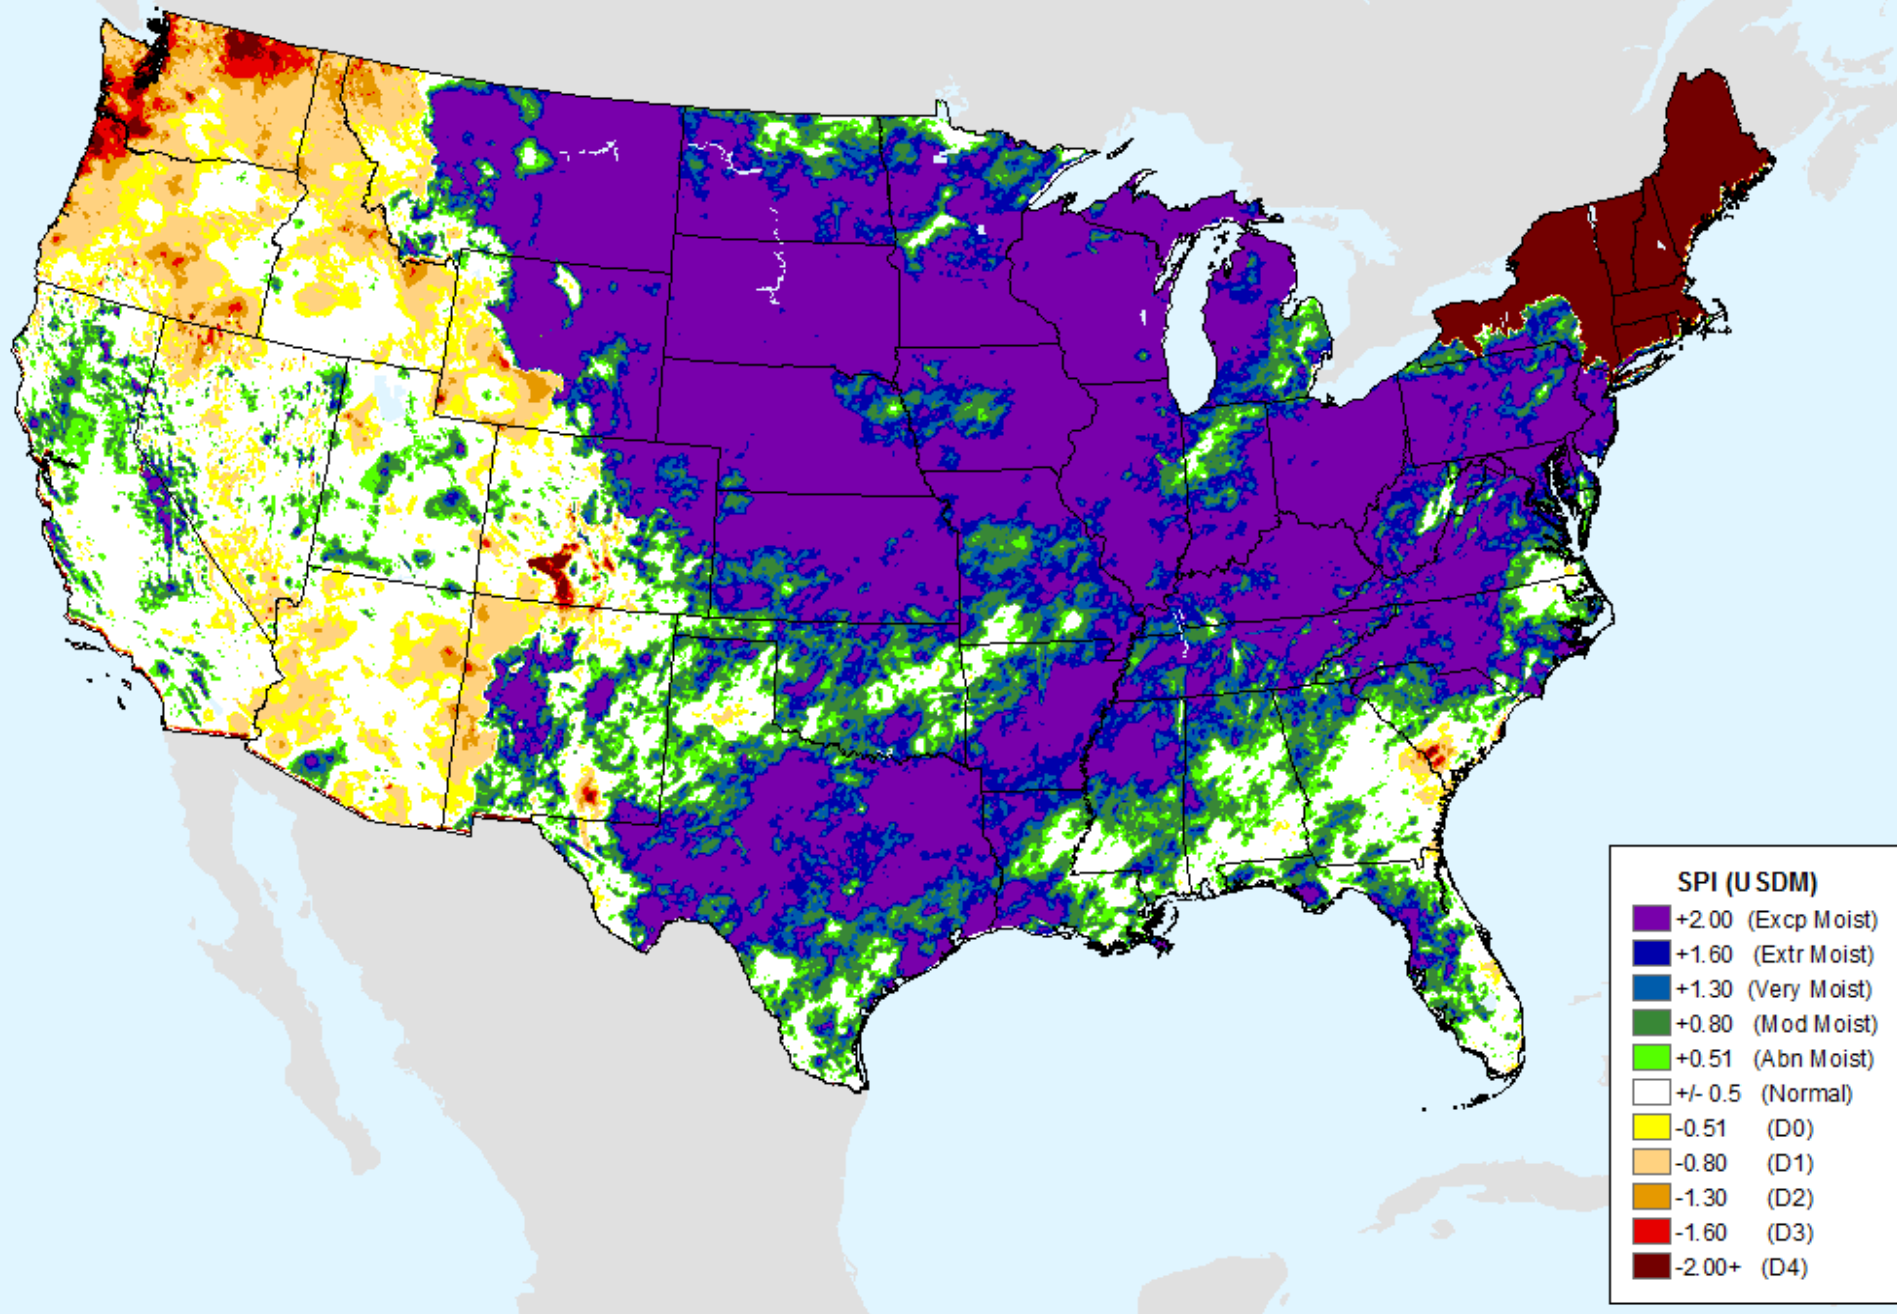 SPI (USDM)
+2.00 (Excp Moist)
+1.60 (Extr Moist)
+1.30 (Very Moist)
+0.80 (Mod Moist)
+0.51 (Abn Moist)
+/- 0.5 (Normal)
-0.51 (D0)
-0.80 (D1)
-1.30 (D2)
-1.60 (D3)
-2.00+ (D4)